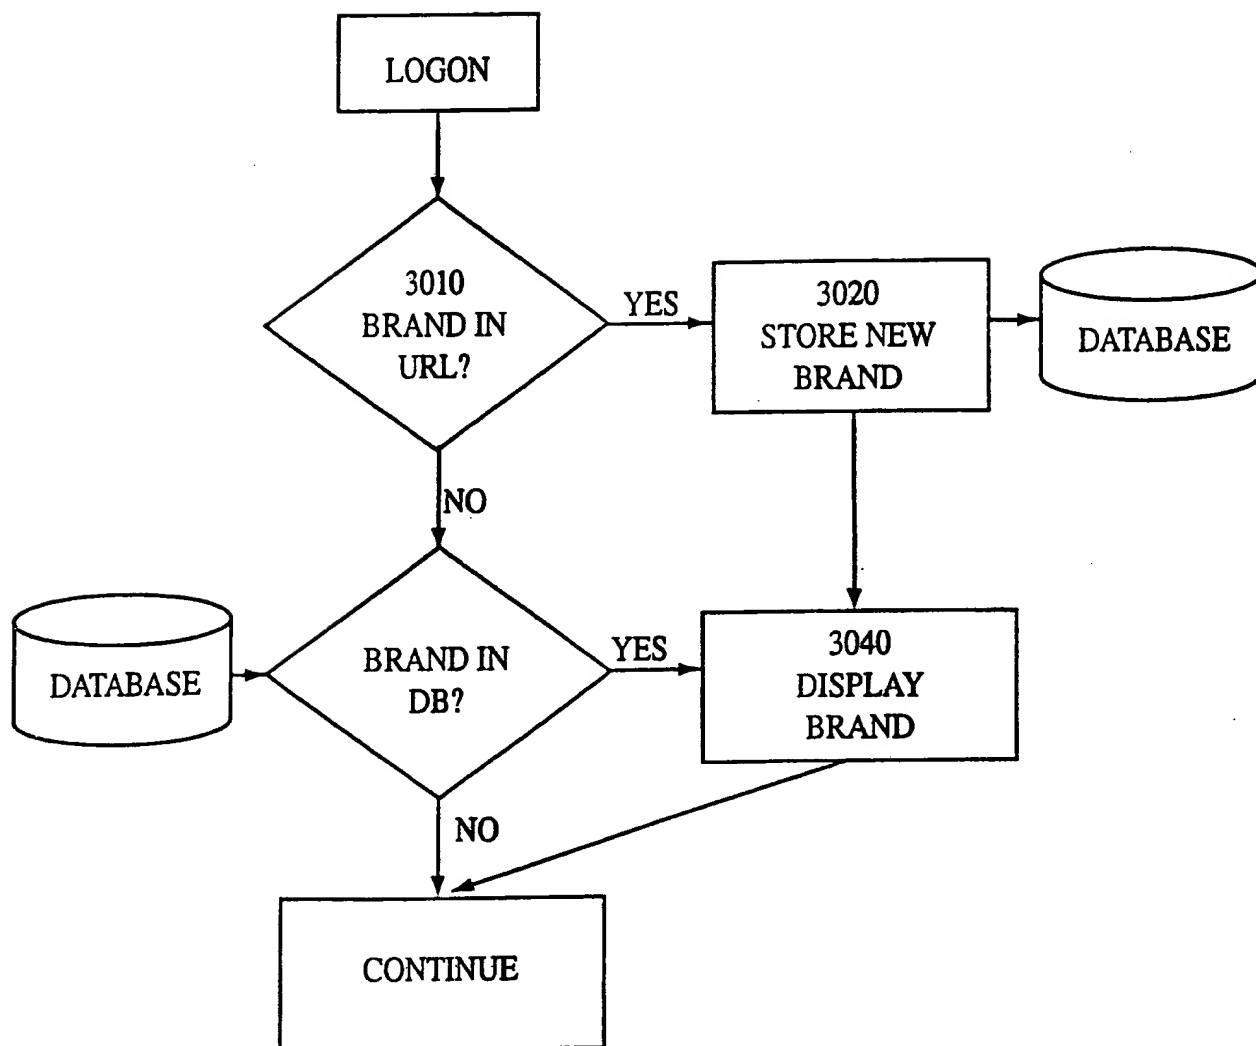 LOGON
3010
BRAND IN
URL?
YES
3020
STORE NEW
BRAND
DATABASE
NO
DATABASE
BRAND IN
DB?
YES
3040
DISPLAY
BRAND
NO
CONTINUE